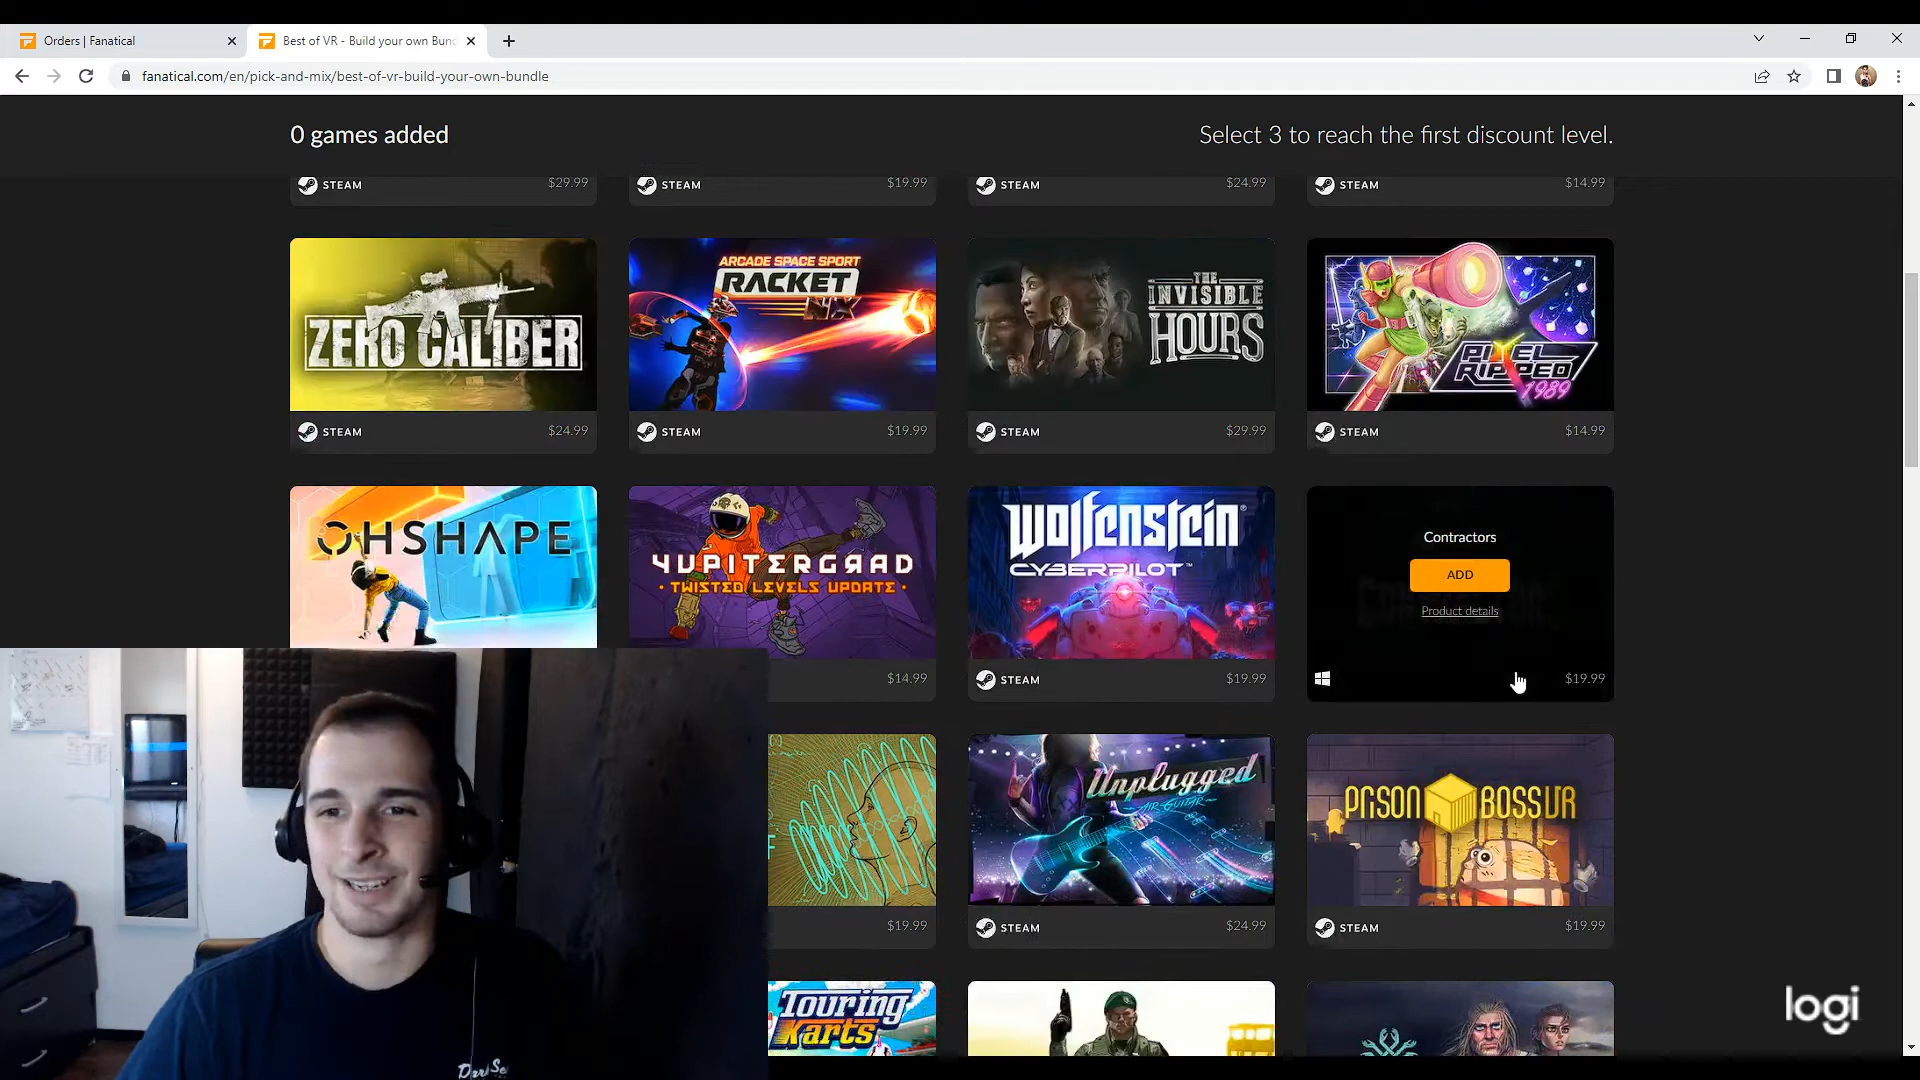 Orders | Fanatical
Best of VR - Build your own Bun
fanatical.com/en/pick-and-mix/best-of-vr-build-your-own-bundle
0 games added
Select 3 to reach the first discount level.
STEAM $29.99
STEAM $19.99
STEAM $24.99
STEAM $14.99
ZERO CALIBER
ARCADE SPACE SPORT
RACKET
NX
THE
INVISIBLE
HOURS
PIXEL
RIPPED
1989
STEAM $24.99
STEAM $19.99
STEAM $29.99
STEAM $14.99
OHSHAPE
YUPITERGRAD
• TWISTED LEVELS UPDATE •
Wolfenstein®
CYBERPILOT™
Contractors
ADD
Product details
$14.99
STEAM $19.99
$19.99
Unplugged
AIR GUITAR
PRISON BOSS VR
$19.99
STEAM $24.99
STEAM $19.99
Touring
Karts
logi